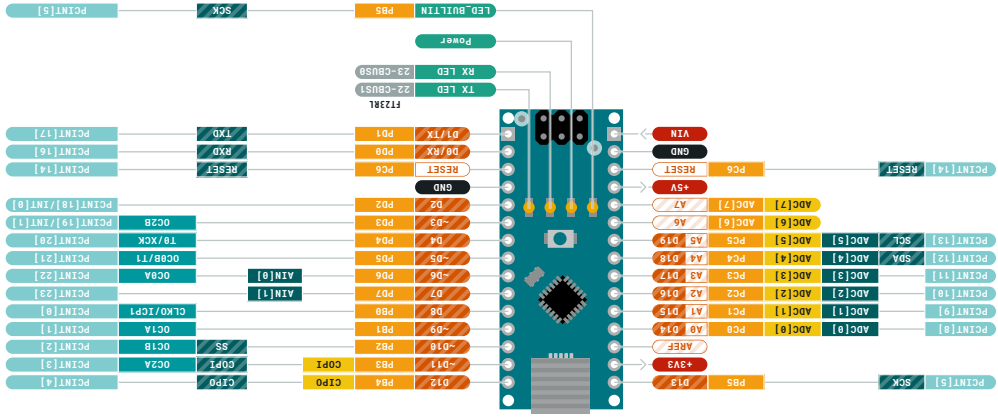 PCINT[5] SCK PB5 D13 D12 PB4 CIPO CIPO PCINT[4]
+3V3 ~D11 PB3 COPI COPI OC2A PCINT[3]
AREF ~D10 PB2 SS OC1B PCINT[2]
PCINT[8] ADC[0] ADC[0] PC0 A0 D14 ~D9 PB1 OC1A PCINT[1]
PCINT[9] ADC[1] ADC[1] PC1 A1 D15 D8 PB0 CLKO/ICP1 PCINT[0]
PCINT[10] ADC[2] ADC[2] PC2 A2 D16 D7 PD7 AIN[1] PCINT[23]
PCINT[11] ADC[3] ADC[3] PC3 A3 D17 ~D6 PD6 AIN[0] OC0A PCINT[22]
PCINT[12] SDA ADC[4] ADC[4] PC4 A4 D18 ~D5 PD5 OC0B/T1 PCINT[21]
PCINT[13] SCL ADC[5] ADC[5] PC5 A5 D19 D4 PD4 T0/XCK PCINT[20]
ADC[6] ADC[6] A6 ~D3 PD3 OC2B PCINT[19]/INT[1]
ADC[7] ADC[7] A7 D2 PD2 PCINT[18]/INT[0]
+5V GND
PCINT[14] RESET PC6 RESET RESET PC6 RESET PCINT[14]
GND D0/RX PD0 RXD PCINT[16]
VIN D1/TX PD1 TXD PCINT[17]
FT23RL
TX LED 22-CBUS1
RX LED 23-CBUS0
Power
LED_BUILTIN PB5 SCK PCINT[5]